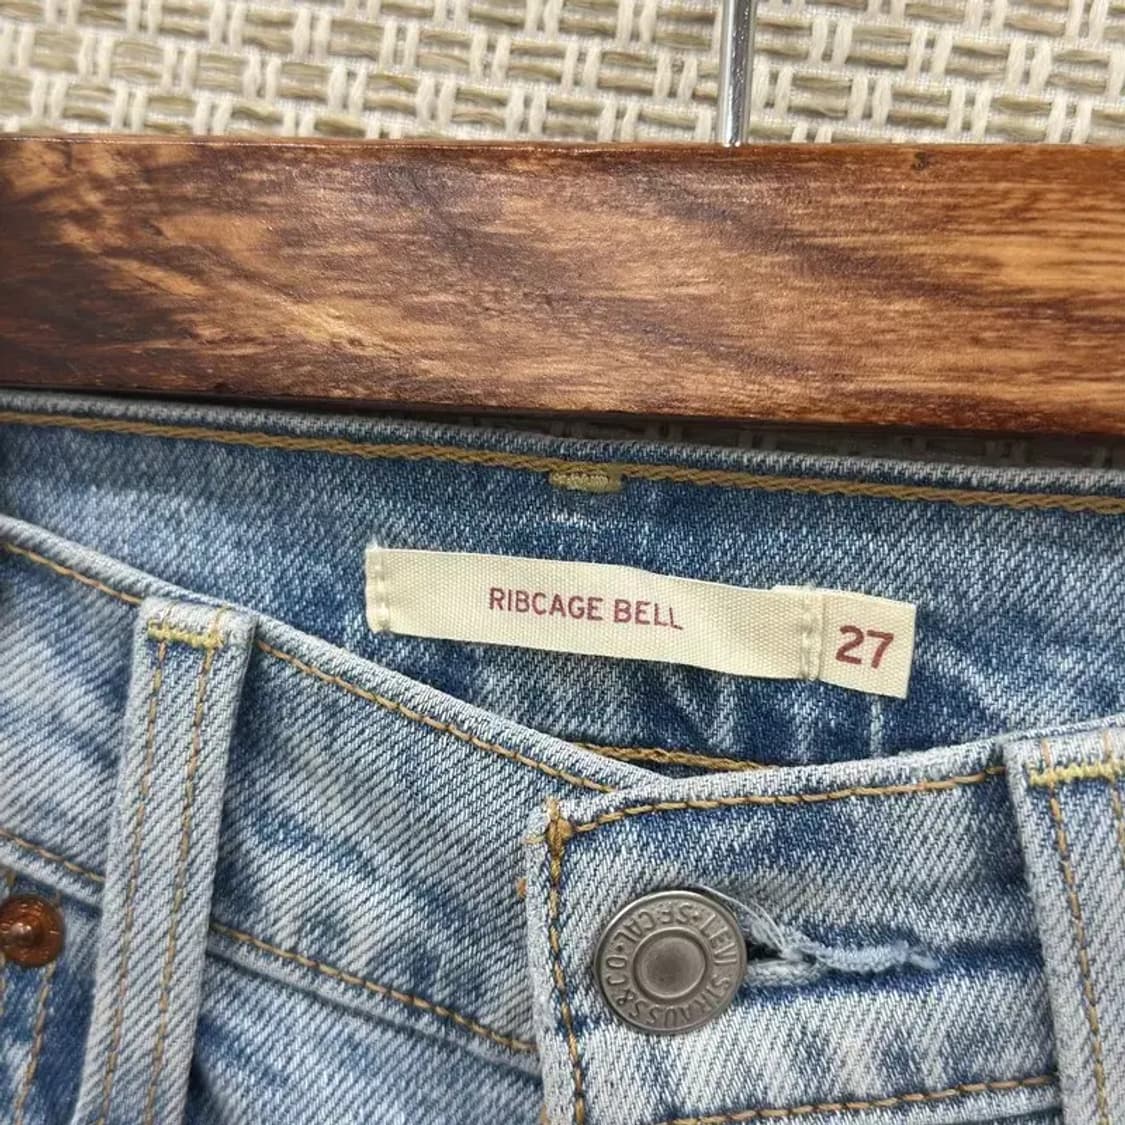 RIBCAGE BELL
27
LEVI STRAUSS & CO. S.F. CAL.